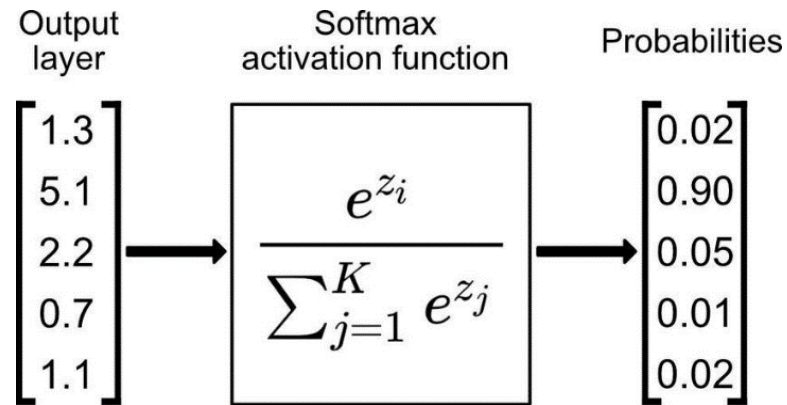 Output
layer
Softmax
activation function
Probabilities
1.3
5.1
2.2
0.7
1.1
e^{z_i}
∑_{j=1}^{K} e^{z_j}
0.02
0.90
0.05
0.01
0.02